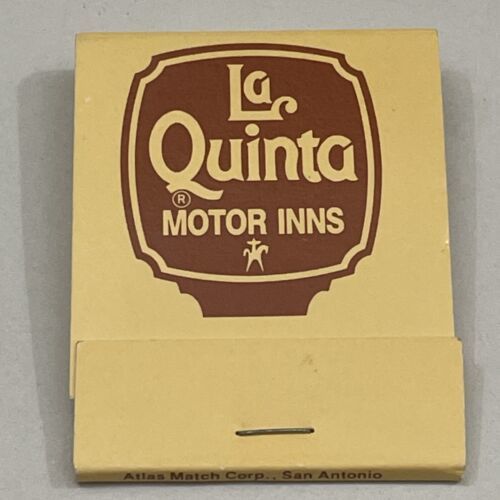 La
Quinta
®
MOTOR INNS
Atlas Match Corp., San Antonio